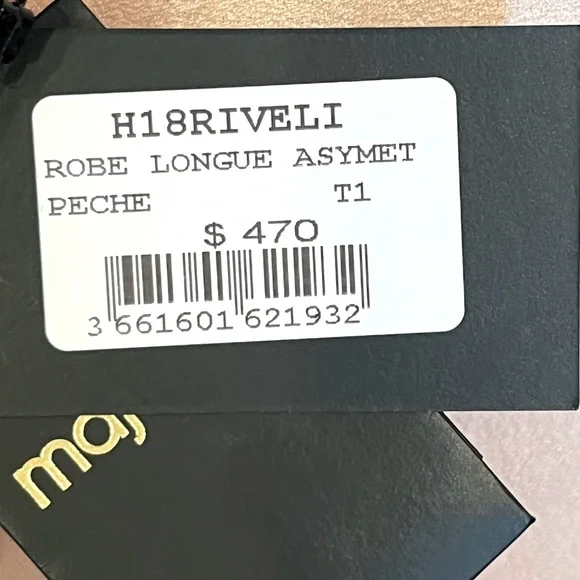 H18RIVELI
ROBE LONGUE ASYMET
PECHE T1
$ 470
3 661601 621932
maj